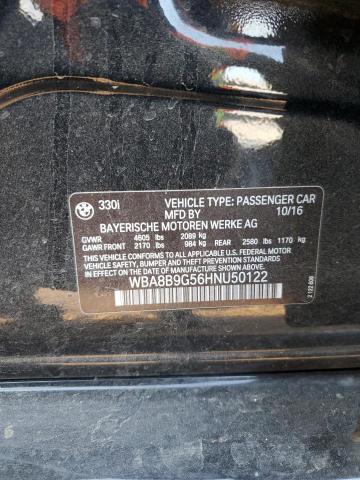 330i VEHICLE TYPE: PASSENGER CAR
MFD BY 10/16
BAYERISCHE MOTOREN WERKE AG
GVWR 4605 lbs 2089 kg
GAWR FRONT 2170 lbs 984 kg REAR 2580 lbs 1170 kg
THIS VEHICLE CONFORMS TO ALL APPLICABLE
U.S. FEDERAL MOTOR VEHICLE SAFETY, BUMPER,
AND THEFT PREVENTION STANDARDS IN EFFECT ON
THE DATE OF MANUFACTURE SHOWN ABOVE.
WBA8B9G56HNU50122